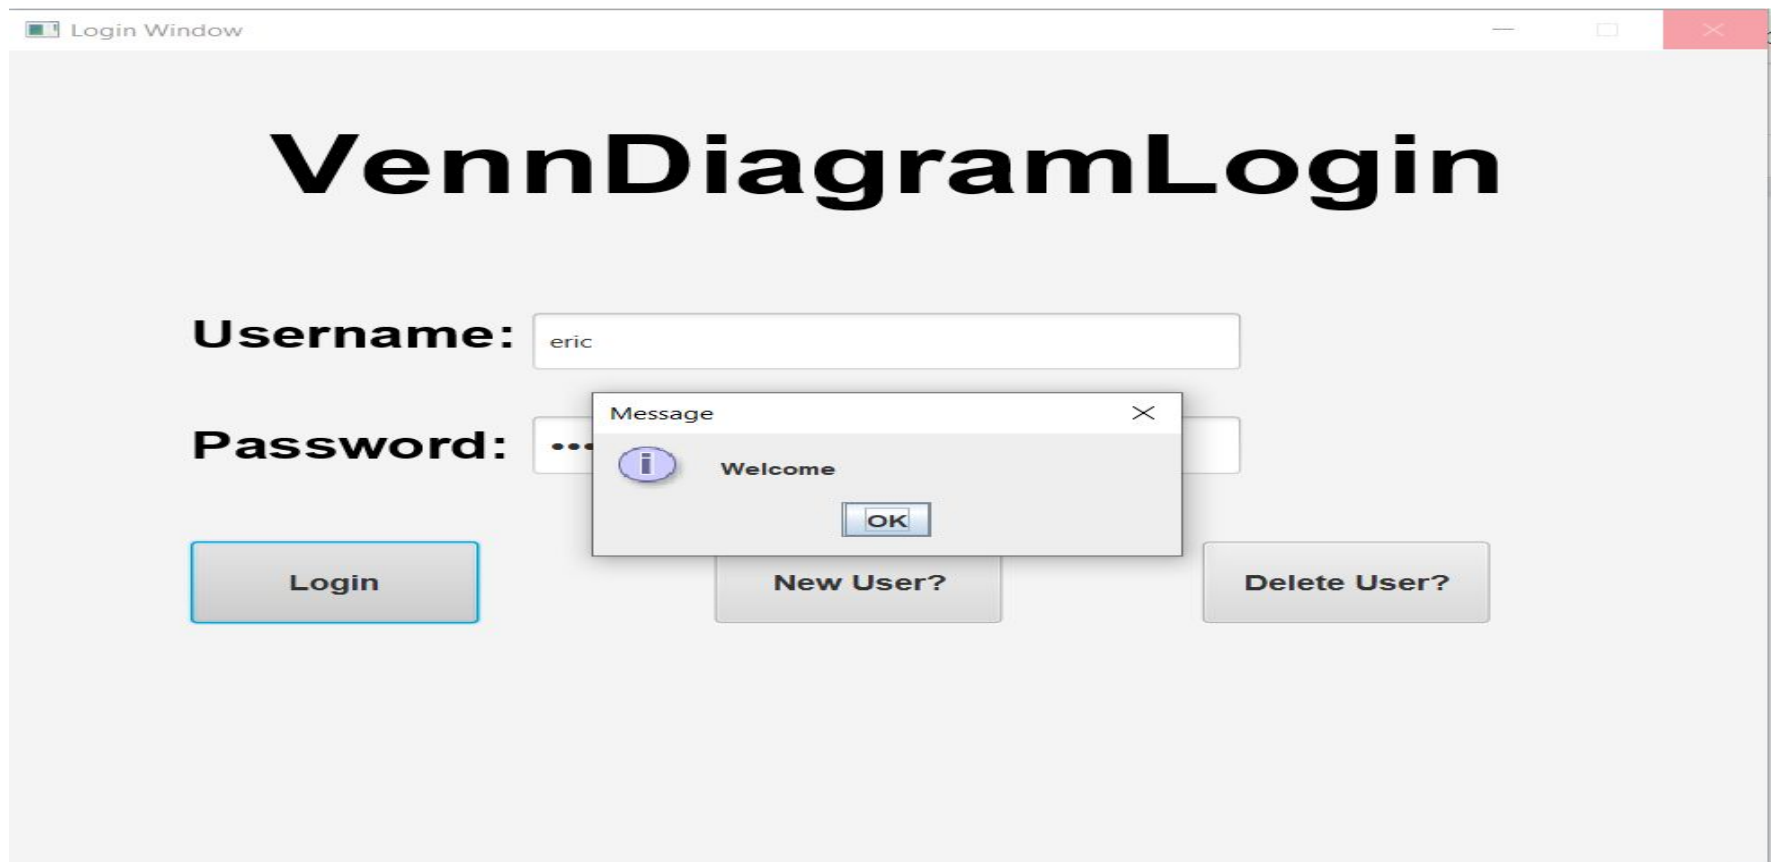 Login Window
VennDiagramLogin
Username: eric
Message
Password: •••
Welcome
OK
Login New User? Delete User?